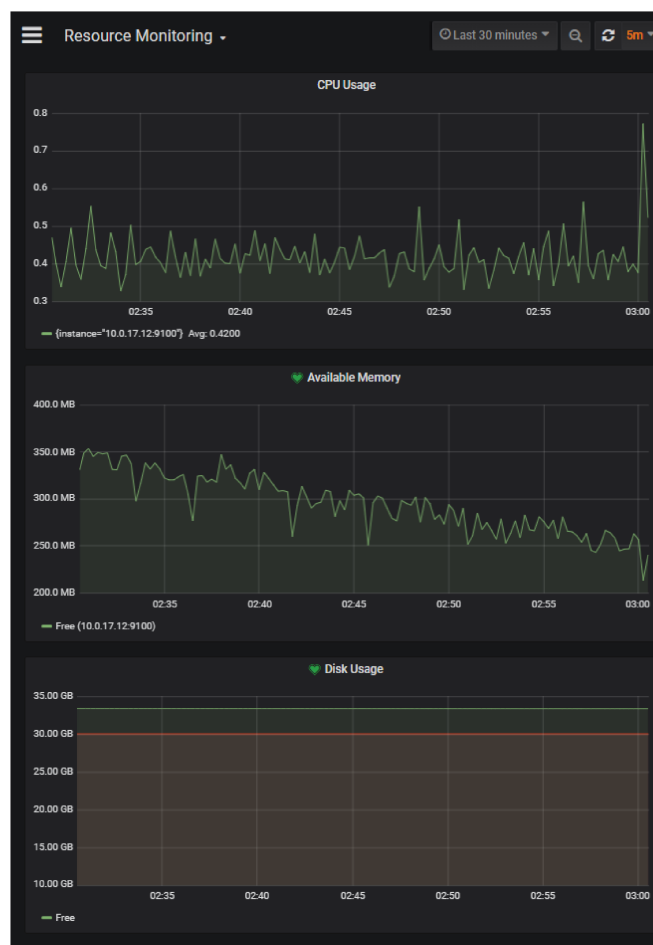 Resource Monitoring
Last 30 minutes
5m
CPU Usage
0.8
0.7
0.6
0.5
0.4
0.3
02:35 02:40 02:45 02:50 02:55 03:00
{instance="10.0.17.12:9100"} Avg: 0.4200
Available Memory
400.0 MB
350.0 MB
300.0 MB
250.0 MB
200.0 MB
02:35 02:40 02:45 02:50 02:55 03:00
Free (10.0.17.12:9100)
Disk Usage
35.00 GB
30.00 GB
25.00 GB
20.00 GB
15.00 GB
10.00 GB
02:35 02:40 02:45 02:50 02:55 03:00
Free